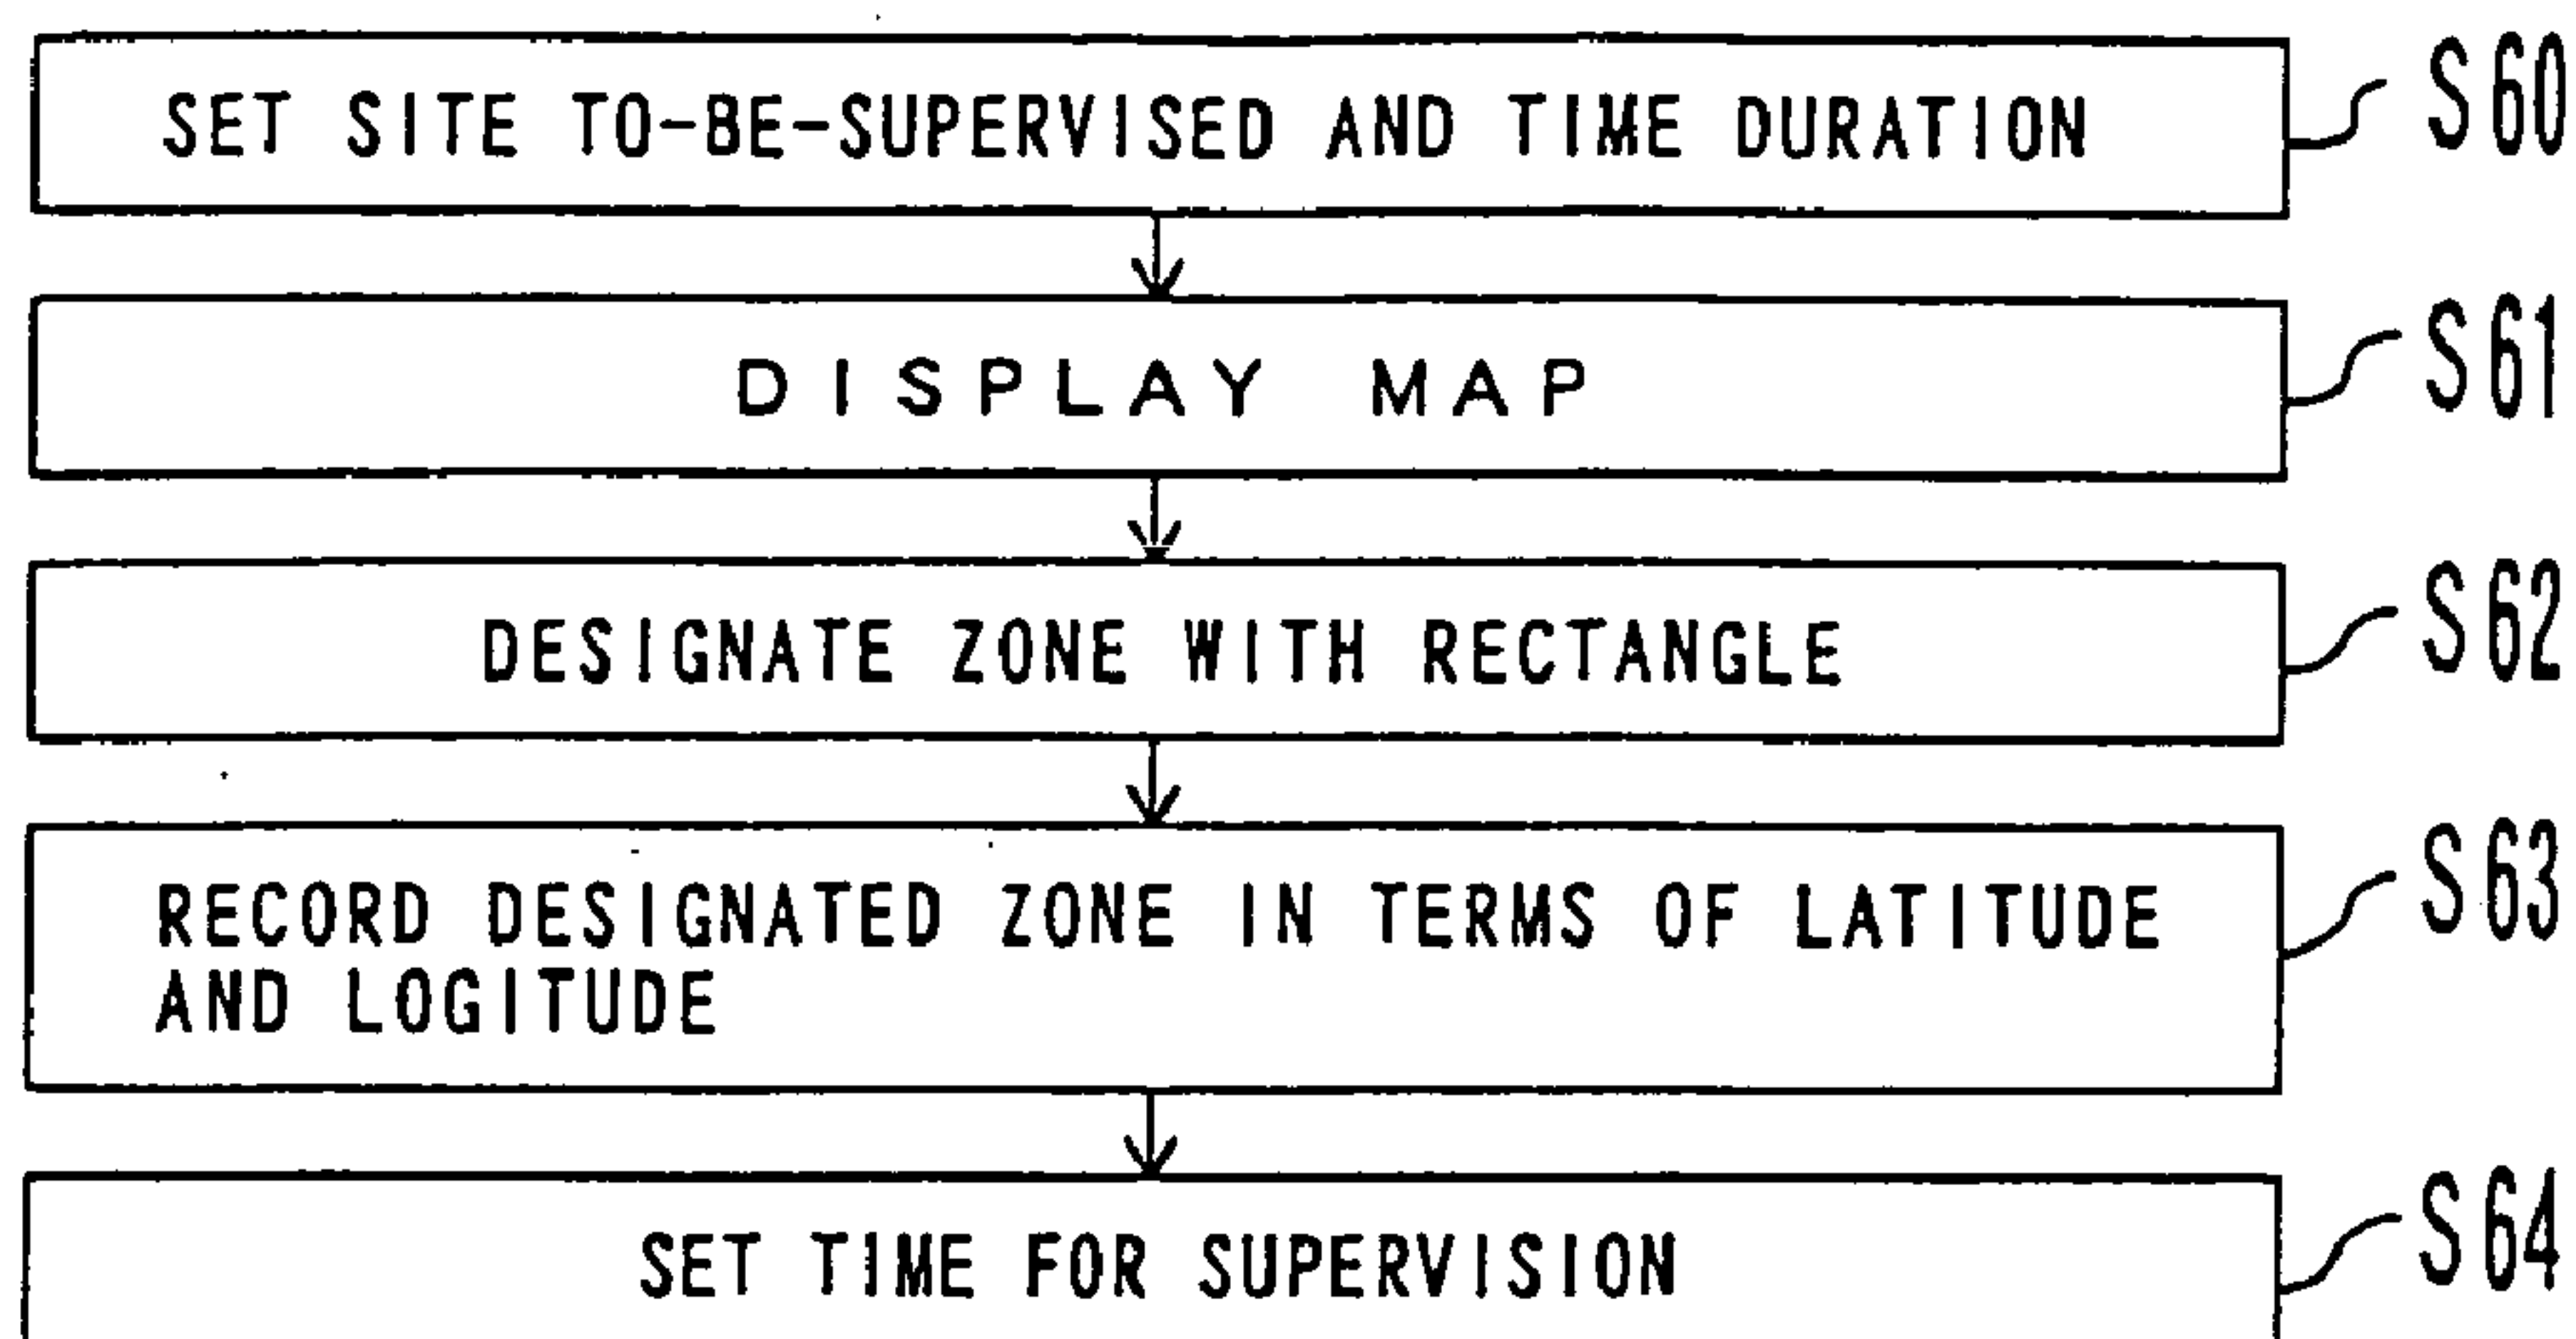 SET SITE TO-BE-SUPERVISED AND TIME DURATION
S60
DISPLAY MAP
S61
DESIGNATE ZONE WITH RECTANGLE
S62
RECORD DESIGNATED ZONE IN TERMS OF LATITUDE
AND LOGITUDE
S63
SET TIME FOR SUPERVISION
S64